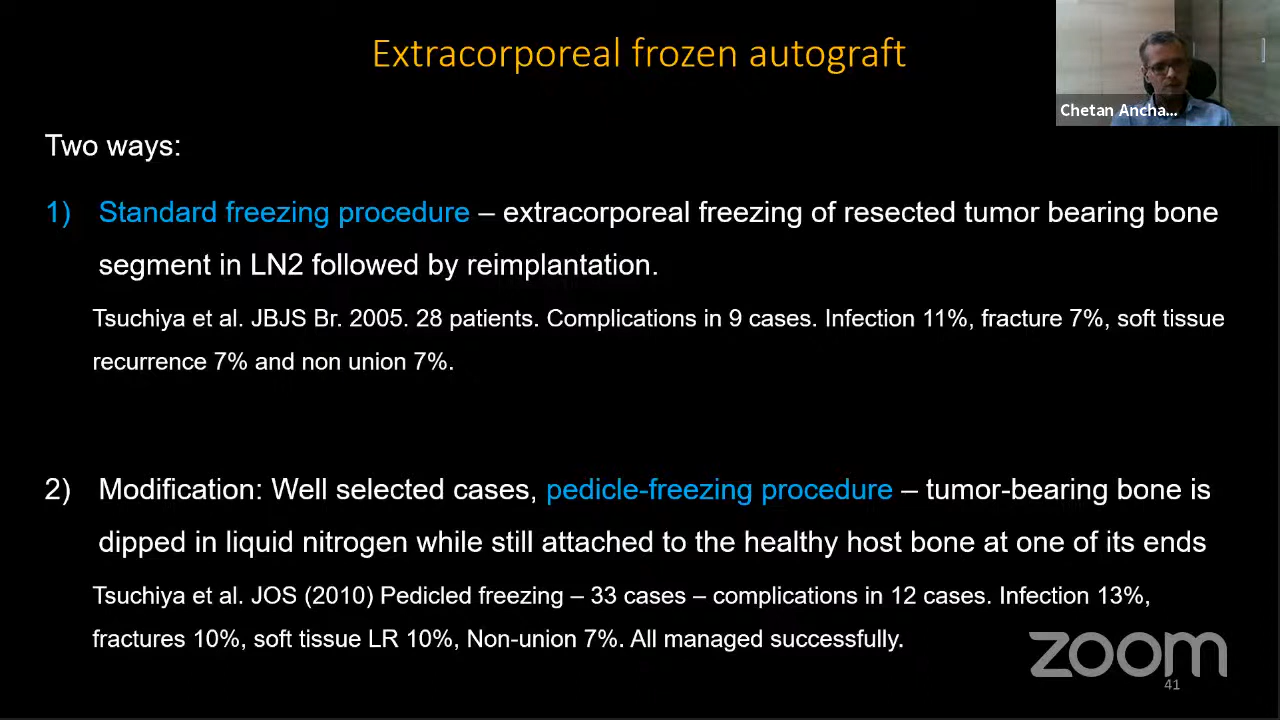 Extracorporeal frozen autograft
Chetan Ancha...
Two ways:
1) Standard freezing procedure – extracorporeal freezing of resected tumor bearing bone
segment in LN2 followed by reimplantation.
Tsuchiya et al. JBJS Br. 2005. 28 patients. Complications in 9 cases. Infection 11%, fracture 7%, soft tissue
recurrence 7% and non union 7%.
2) Modification: Well selected cases, pedicle-freezing procedure – tumor-bearing bone is
dipped in liquid nitrogen while still attached to the healthy host bone at one of its ends
Tsuchiya et al. JOS (2010) Pedicled freezing – 33 cases – complications in 12 cases. Infection 13%,
fractures 10%, soft tissue LR 10%, Non-union 7%. All managed successfully.
zoom
41